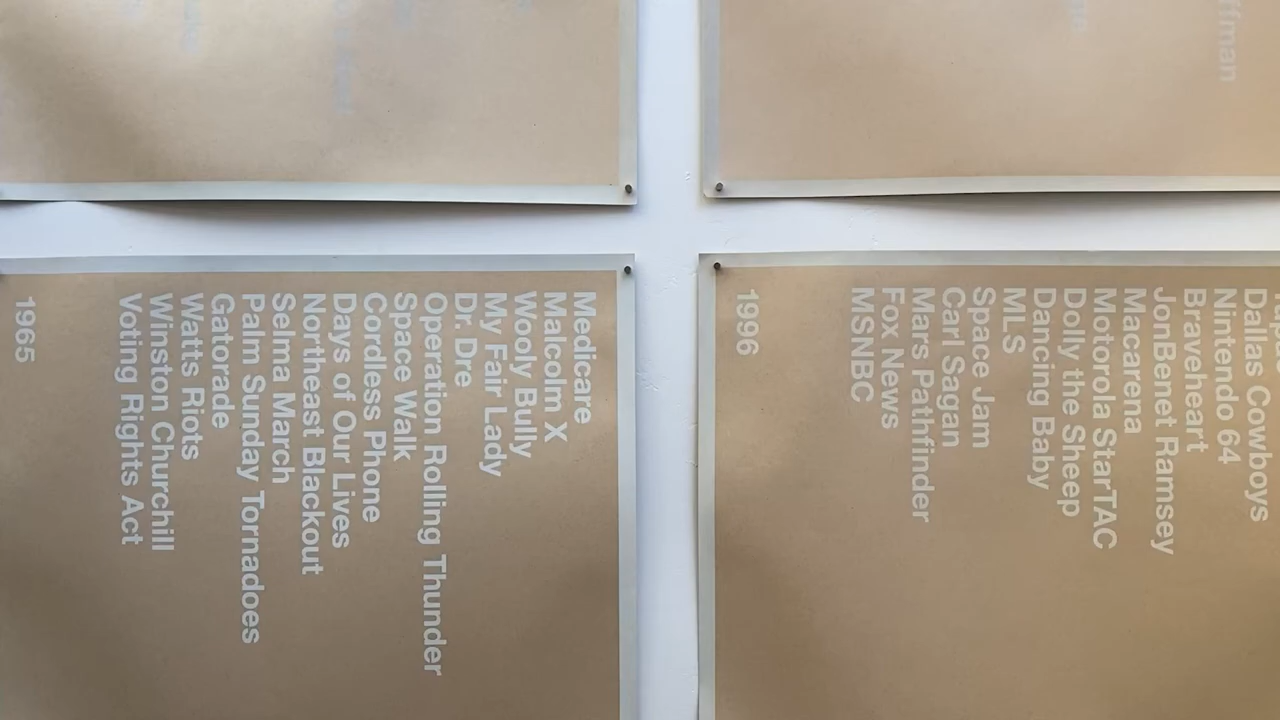 Dallas Cowboys
Nintendo 64
Braveheart
JonBenet Ramsey
Macarena
Motorola StarTAC
Dolly the Sheep
Dancing Baby
MLS
Space Jam
Carl Sagan
Mars Pathfinder
Fox News
MSNBC
1996
Medicare
Malcolm X
Wooly Bully
My Fair Lady
Dr. Dre
Operation Rolling Thunder
Space Walk
Cordless Phone
Days of Our Lives
Northeast Blackout
Selma March
Palm Sunday Tornadoes
Gatorade
Watts Riots
Winston Churchill
Voting Rights Act
1965